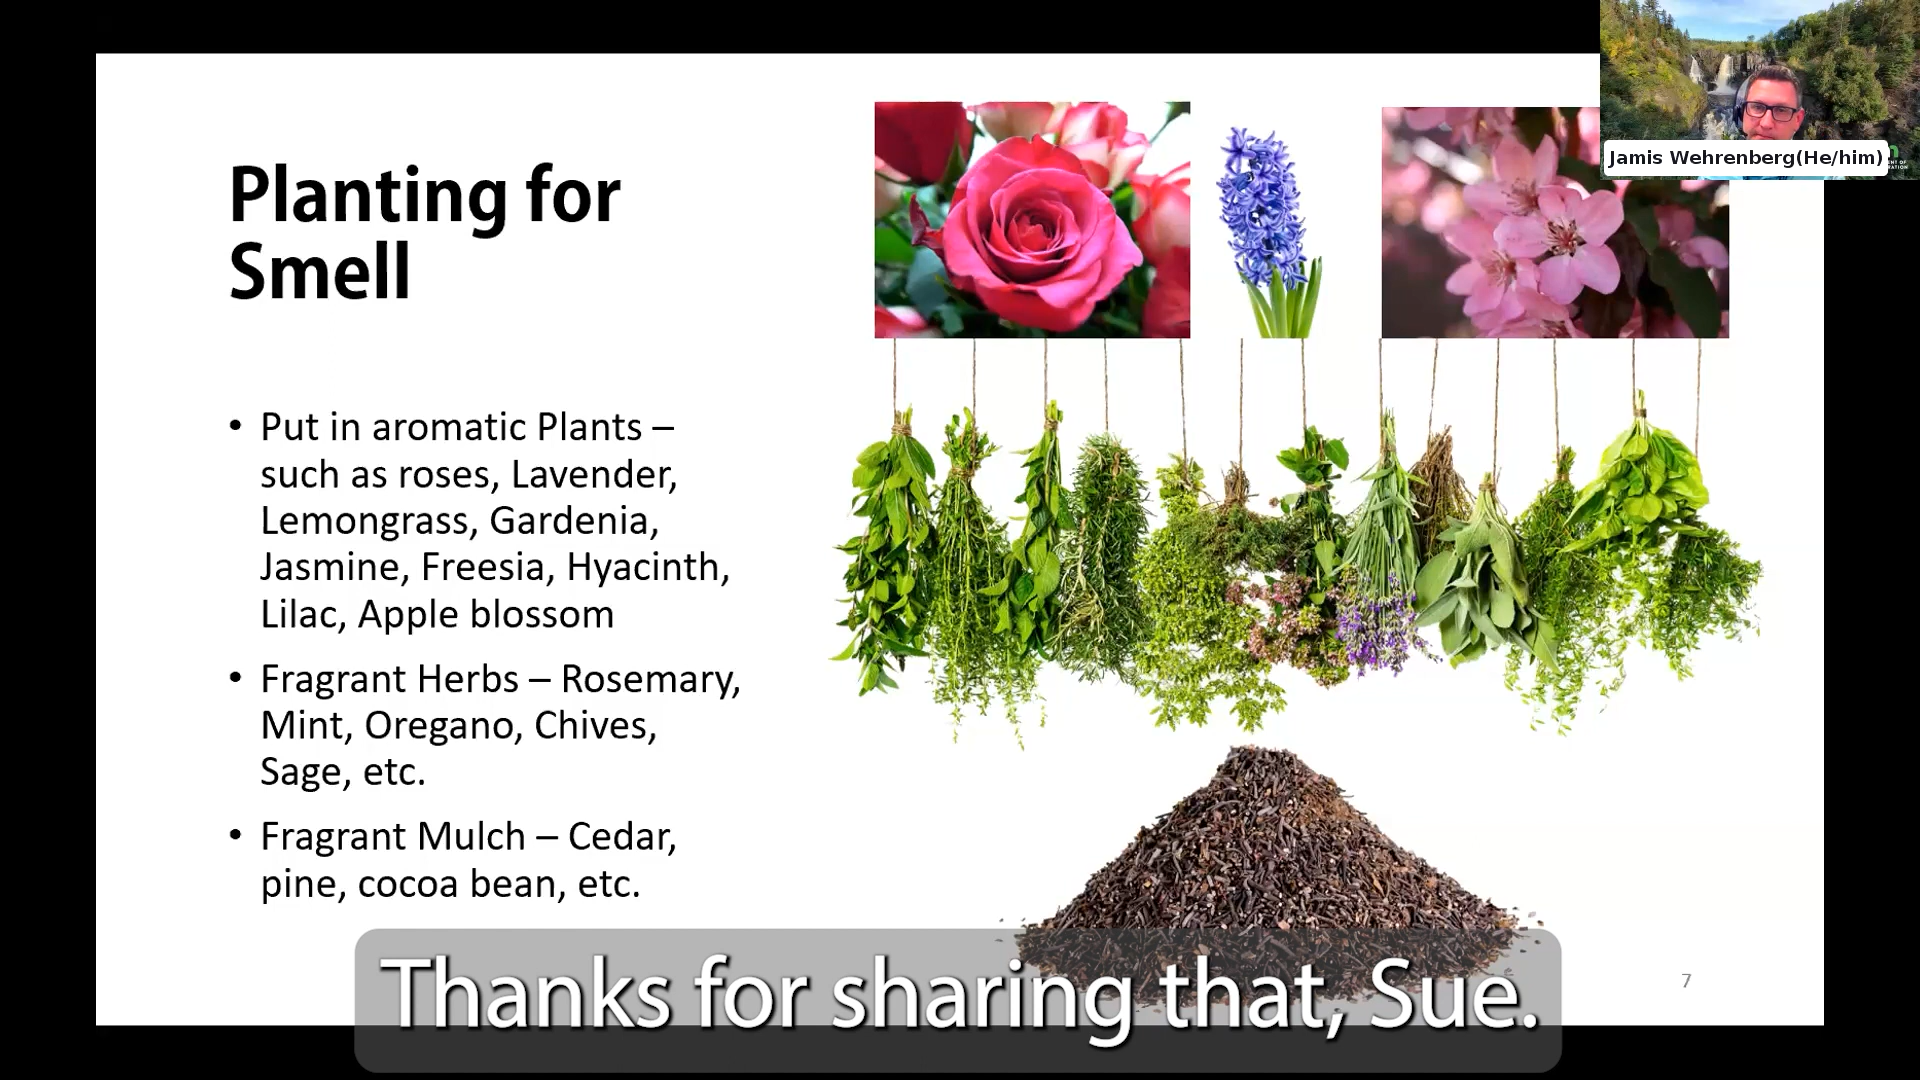 Planting for
Smell
• Put in aromatic Plants –
such as roses, Lavender,
Lemongrass, Gardenia,
Jasmine, Freesia, Hyacinth,
Lilac, Apple blossom
• Fragrant Herbs – Rosemary,
Mint, Oregano, Chives,
Sage, etc.
• Fragrant Mulch – Cedar,
pine, cocoa bean, etc.
Jamis Wehrenberg(He/him)
7
Thanks for sharing that, Sue.